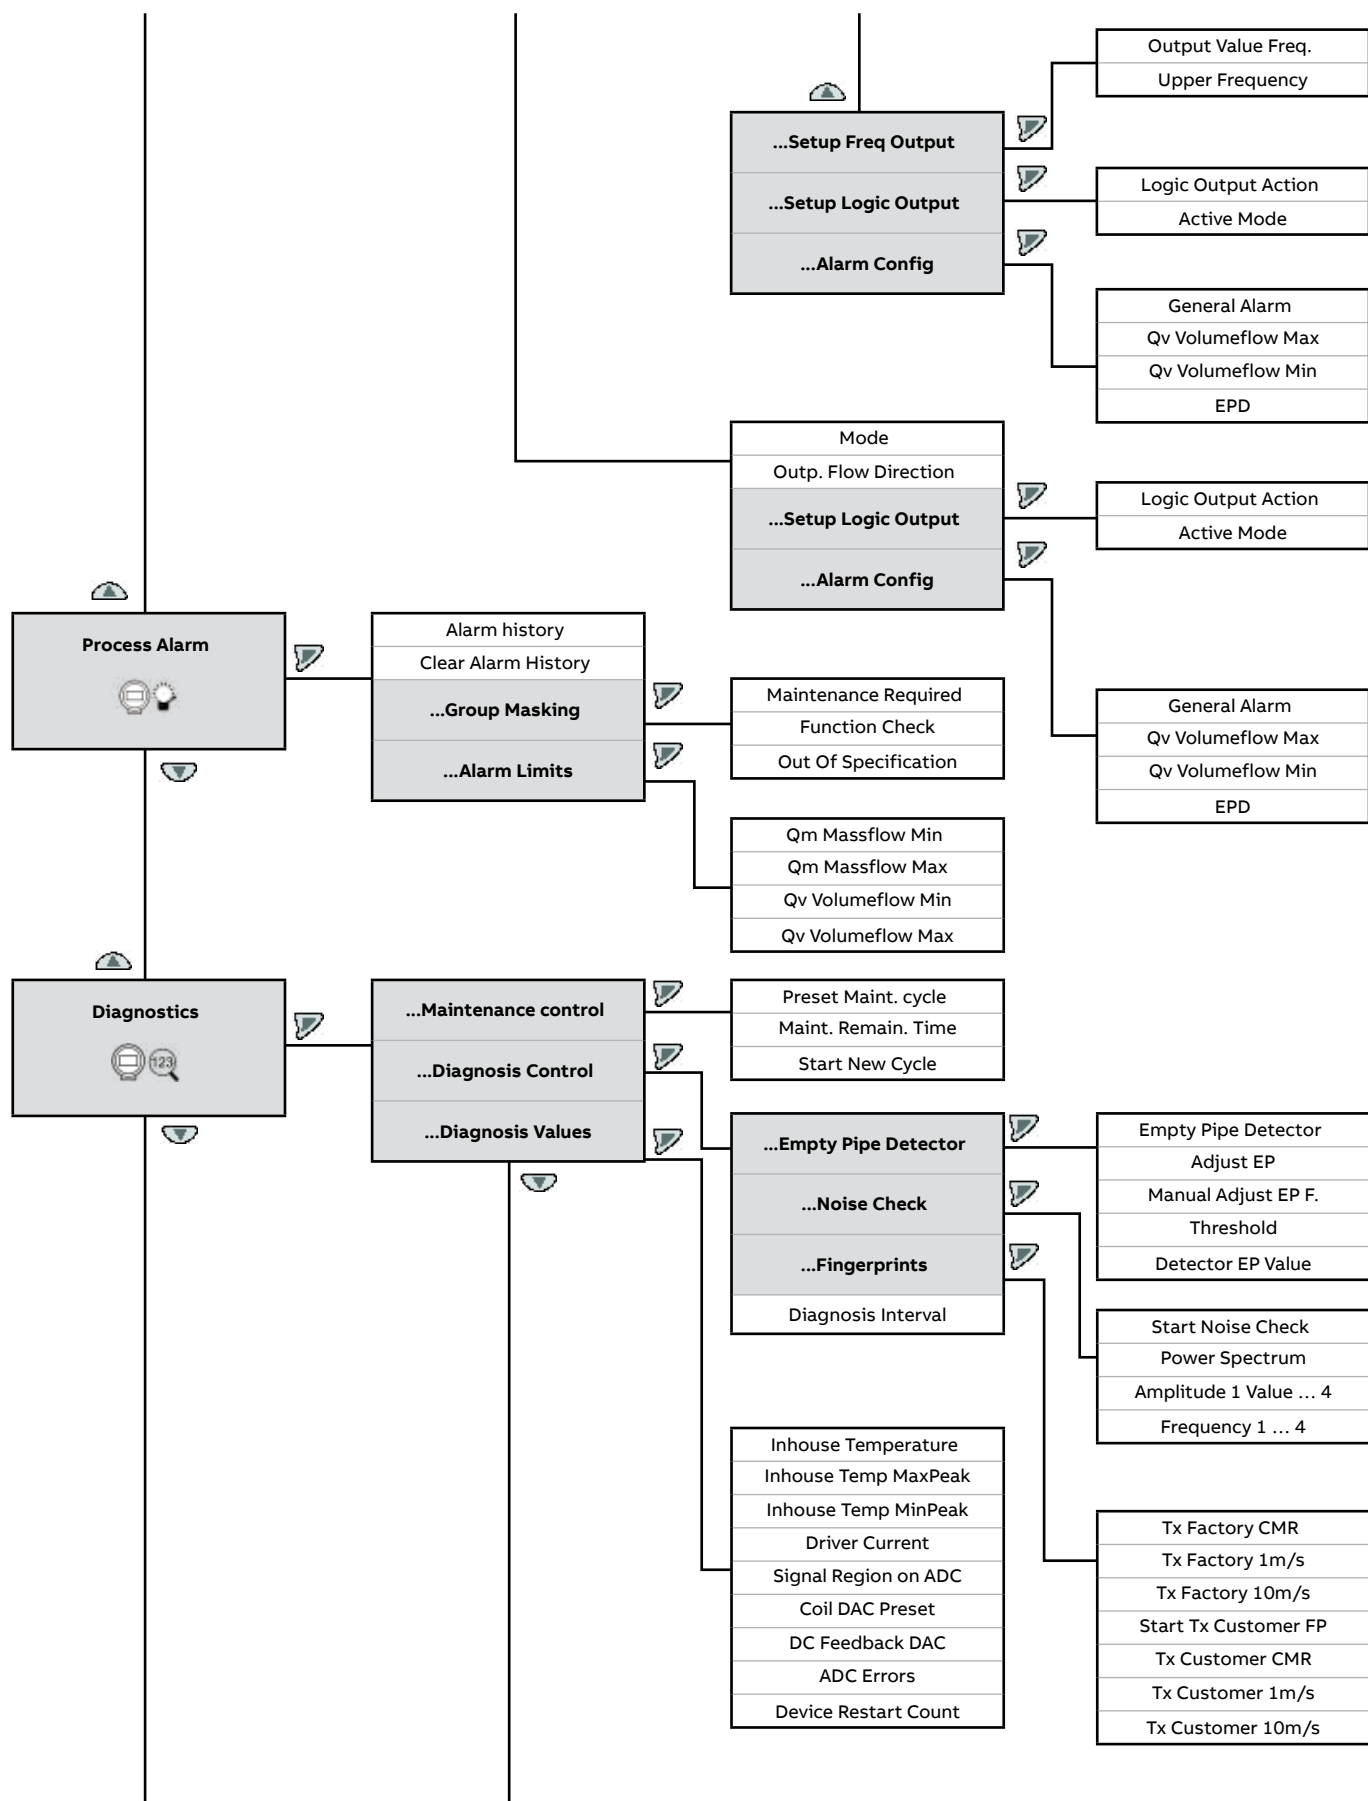 Output Value Freq.
Upper Frequency
...Setup Freq Output
...Setup Logic Output
...Alarm Config
Logic Output Action
Active Mode
General Alarm
Qv Volumeflow Max
Qv Volumeflow Min
EPD
Mode
Outp. Flow Direction
...Setup Logic Output
...Alarm Config
Logic Output Action
Active Mode
General Alarm
Qv Volumeflow Max
Qv Volumeflow Min
EPD
Process Alarm
Alarm history
Clear Alarm History
...Group Masking
...Alarm Limits
Maintenance Required
Function Check
Out Of Specification
Qm Massflow Min
Qm Massflow Max
Qv Volumeflow Min
Qv Volumeflow Max
Diagnostics
123
...Maintenance control
...Diagnosis Control
...Diagnosis Values
Preset Maint. cycle
Maint. Remain. Time
Start New Cycle
...Empty Pipe Detector
...Noise Check
...Fingerprints
Diagnosis Interval
Empty Pipe Detector
Adjust EP
Manual Adjust EP F.
Threshold
Detector EP Value
Start Noise Check
Power Spectrum
Amplitude 1 Value ... 4
Frequency 1 ... 4
Inhouse Temperature
Inhouse Temp MaxPeak
Inhouse Temp MinPeak
Driver Current
Signal Region on ADC
Coil DAC Preset
DC Feedback DAC
ADC Errors
Device Restart Count
Tx Factory CMR
Tx Factory 1m/s
Tx Factory 10m/s
Start Tx Customer FP
Tx Customer CMR
Tx Customer 1m/s
Tx Customer 10m/s